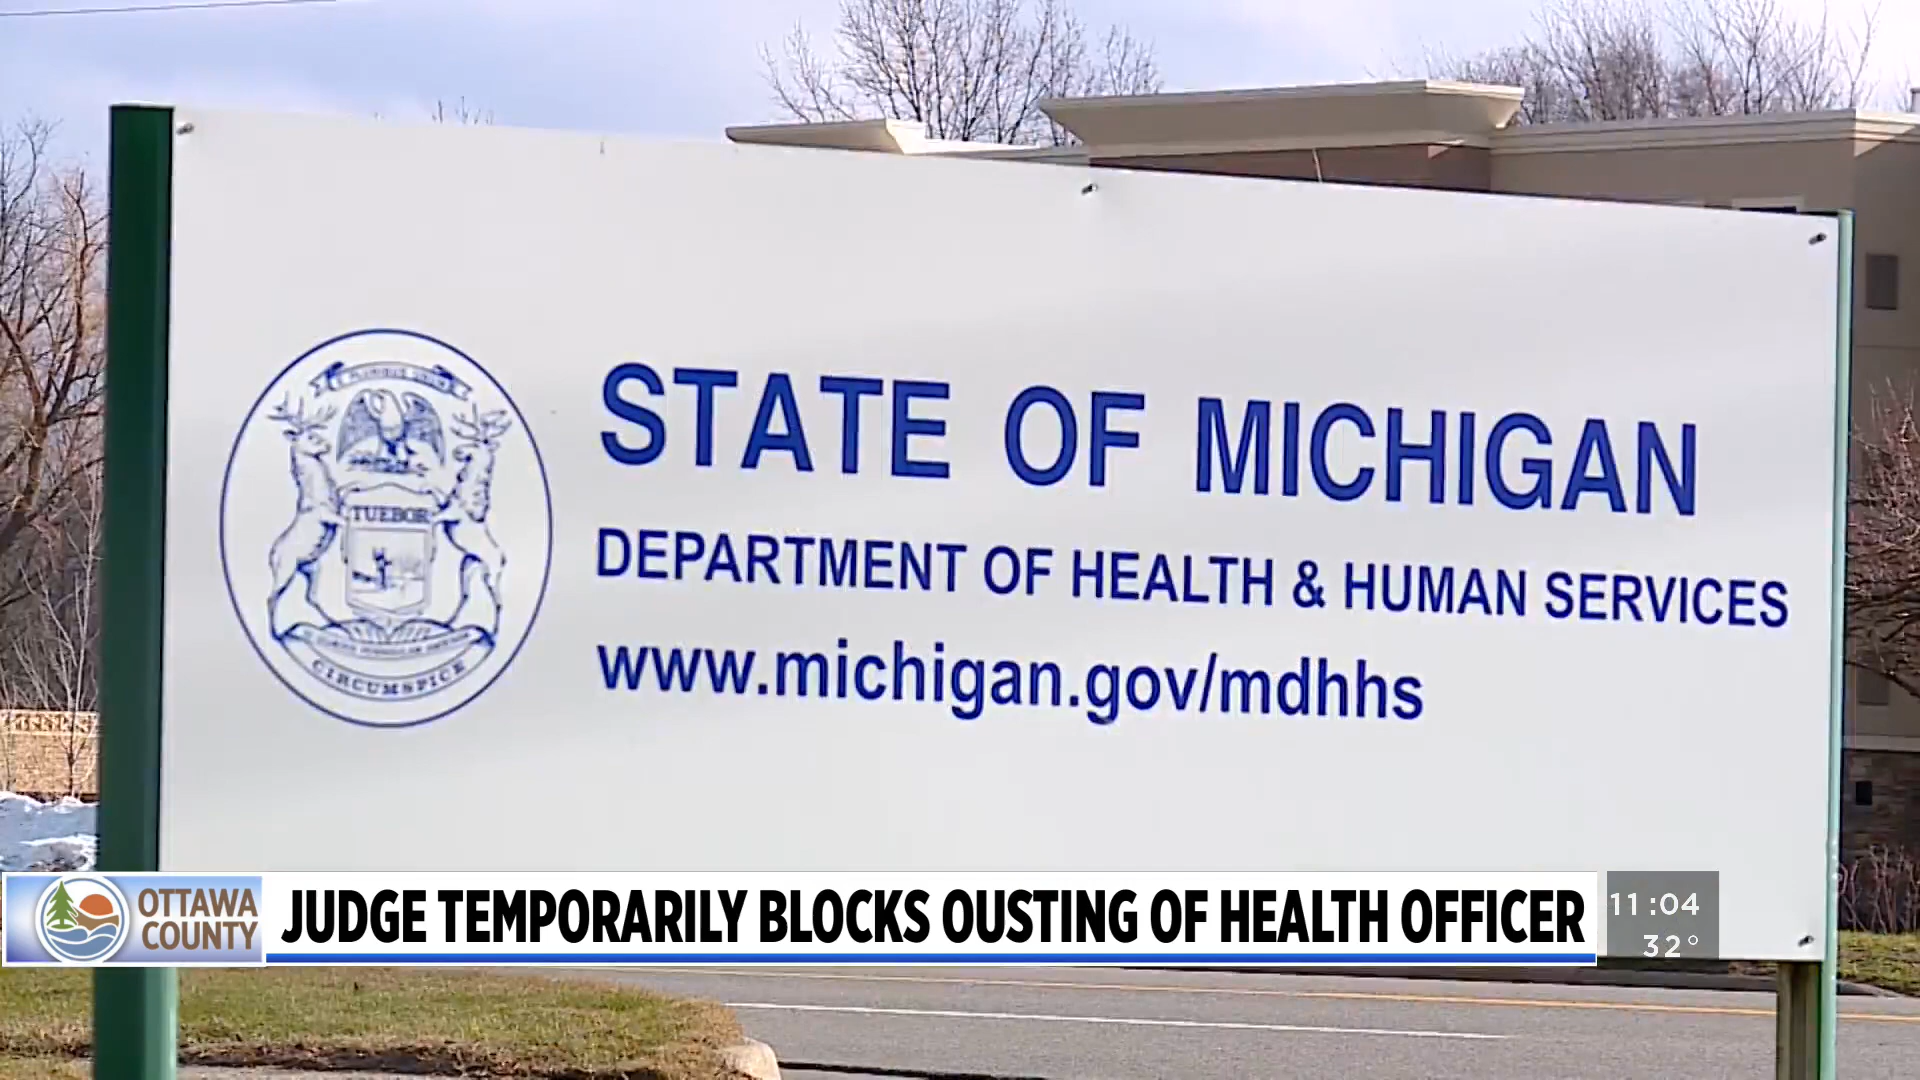 STATE OF MICHIGAN
DEPARTMENT OF HEALTH & HUMAN SERVICES
www.michigan.gov/mdhhs
TUEBOR
CIRCUMSPICE
OTTAWA
COUNTY
JUDGE TEMPORARILY BLOCKS OUSTING OF HEALTH OFFICER
11:04
32°